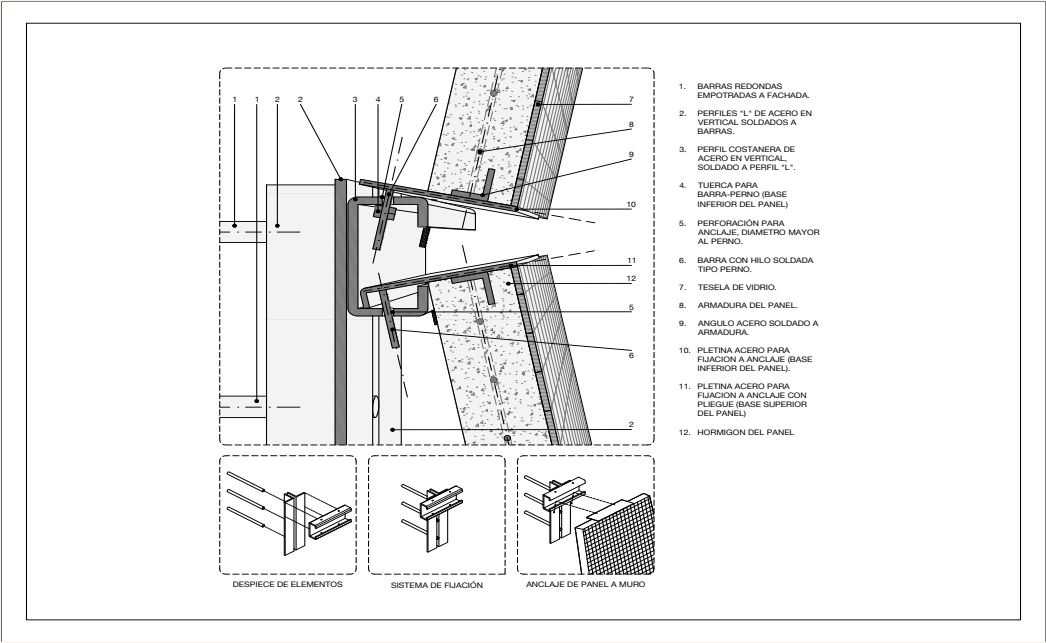 1 1 2 2 3 4 5 6
7
8
9
10
11
12
5
6
2
1. BARRAS REDONDAS
EMPOTRADAS A FACHADA.
2. PERFILES "L" DE ACERO EN
VERTICAL SOLDADOS A
BARRAS.
3. PERFIL COSTANERA DE
ACERO EN VERTICAL,
SOLDADO A PERFIL "L".
4. TUERCA PARA
BARRA-PERNO (BASE
INFERIOR DEL PANEL)
5. PERFORACIÓN PARA
ANCLAJE, DIAMETRO MAYOR
AL PERNO.
6. BARRA CON HILO SOLDADA
TIPO PERNO.
7. TESELA DE VIDRIO.
8. ARMADURA DEL PANEL.
9. ANGULO ACERO SOLDADO A
ARMADURA.
10. PLETINA ACERO PARA
FIJACION A ANCLAJE (BASE
INFERIOR DEL PANEL).
11. PLETINA ACERO PARA
FIJACION A ANCLAJE CON
PLIEGUE (BASE SUPERIOR
DEL PANEL)
12. HORMIGON DEL PANEL
DESPIECE DE ELEMENTOS
SISTEMA DE FIJACIÓN
ANCLAJE DE PANEL A MURO